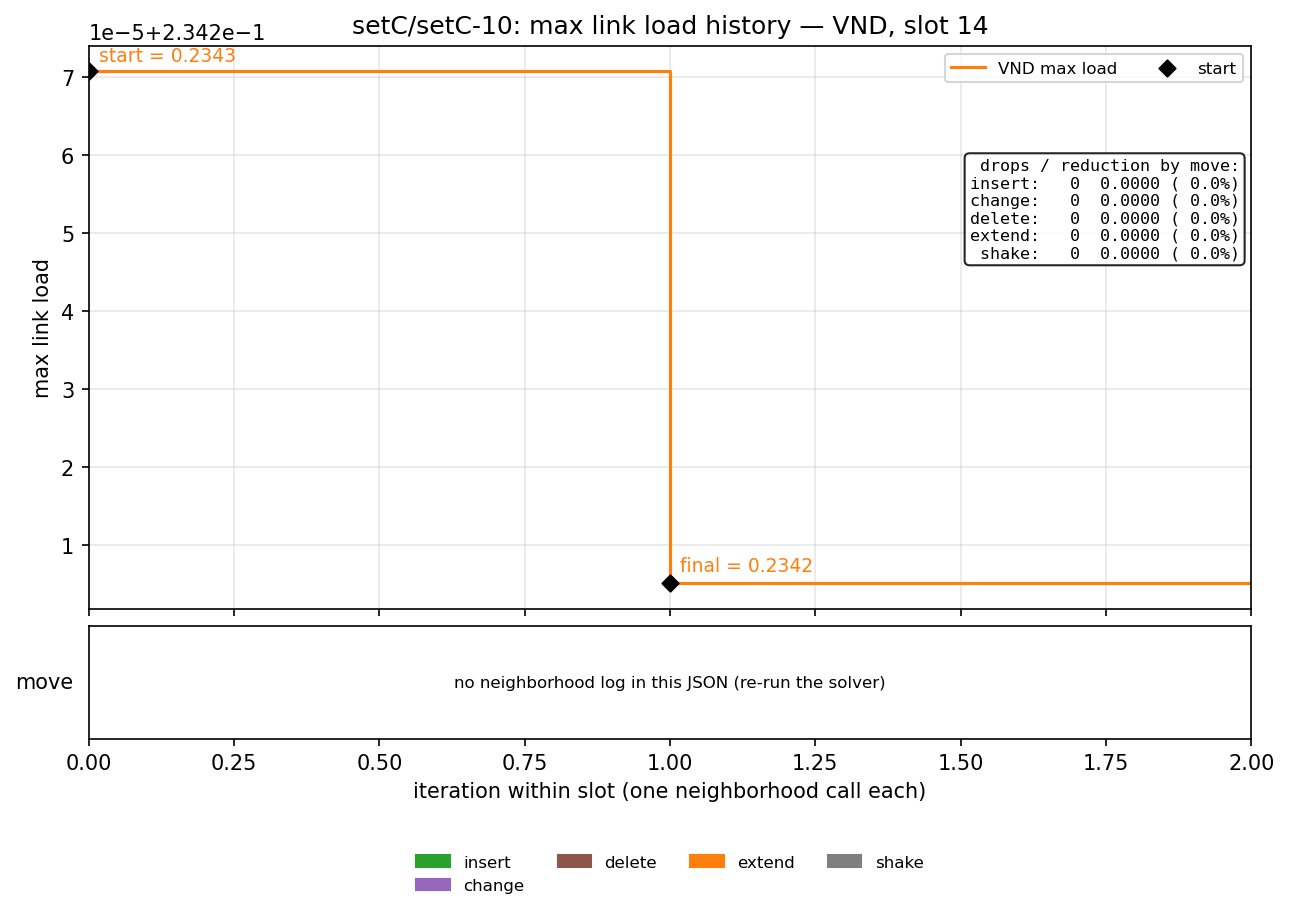 setC/setC-10: max link load history — VND, slot 14
1e−5+2.342e−1
start = 0.2343
VND max load
start
7
6
5
4
3
2
1
max link load
drops / reduction by move:
insert:   0  0.0000 ( 0.0%)
change:   0  0.0000 ( 0.0%)
delete:   0  0.0000 ( 0.0%)
extend:   0  0.0000 ( 0.0%)
shake:   0  0.0000 ( 0.0%)
final = 0.2342
move
no neighborhood log in this JSON (re-run the solver)
0.00 0.25 0.50 0.75 1.00 1.25 1.50 1.75 2.00
iteration within slot (one neighborhood call each)
insert delete extend shake
change